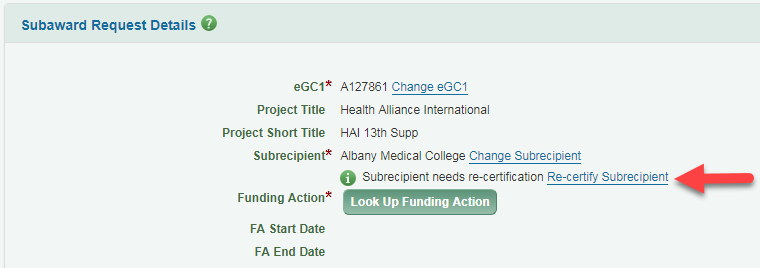 Subaward Request Details ?
eGC1* A127861 Change eGC1
Project Title Health Alliance International
Project Short Title HAI 13th Supp
Subrecipient* Albany Medical College Change Subrecipient
i Subrecipient needs re-certification Re-certify Subrecipient
Funding Action* Look Up Funding Action
FA Start Date
FA End Date